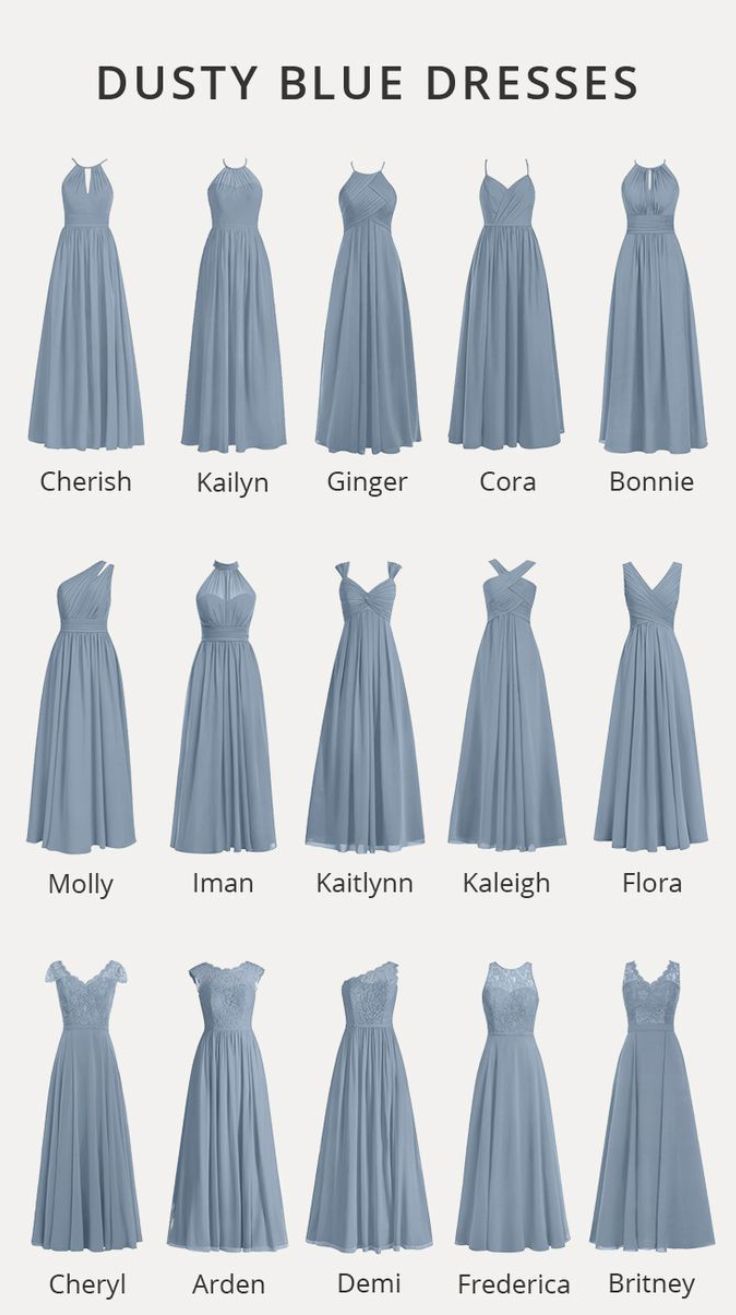 DUSTY BLUE DRESSES
Cherish Kailyn Ginger Cora Bonnie
Molly Iman Kaitlynn Kaleigh Flora
Cheryl Arden Demi Frederica Britney